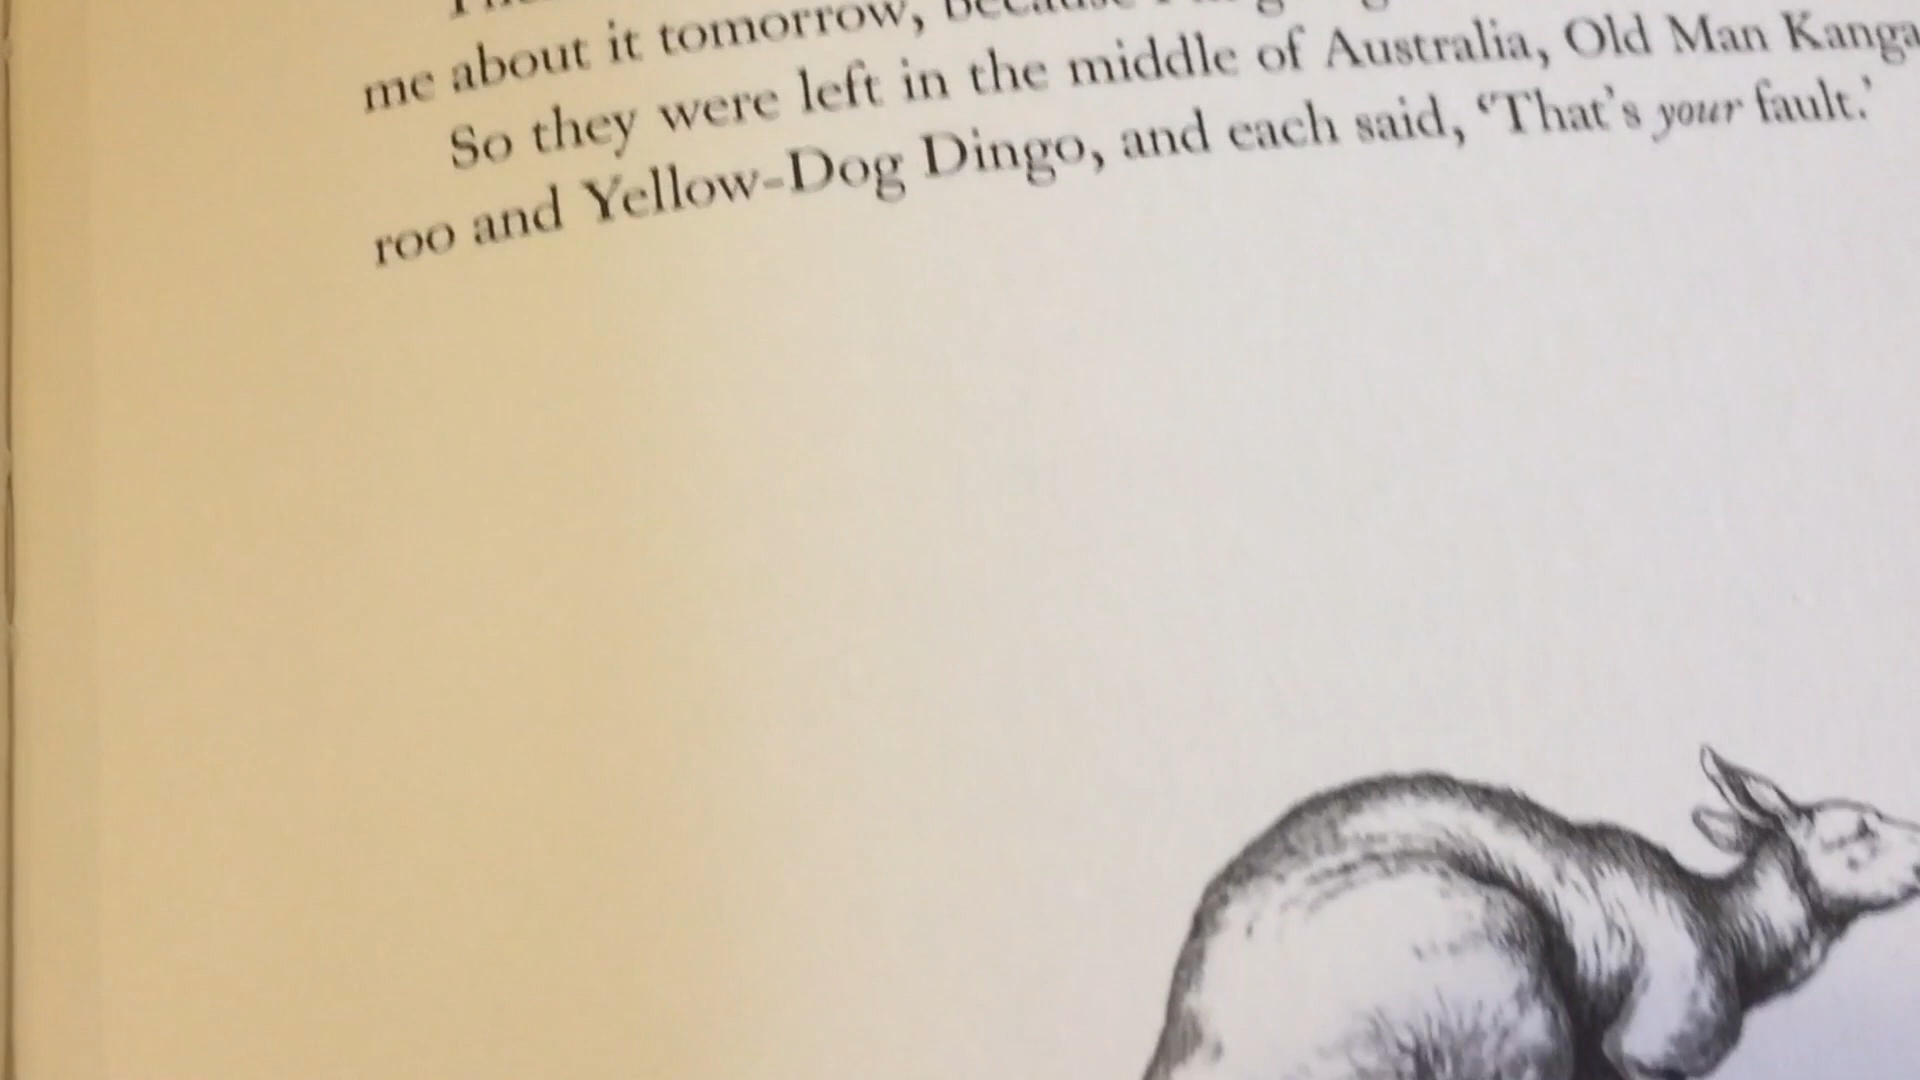 me about it tomorrow, because
So they were left in the middle of Australia, Old Man Kanga
roo and Yellow-Dog Dingo, and each said, ‘That’s your fault.’